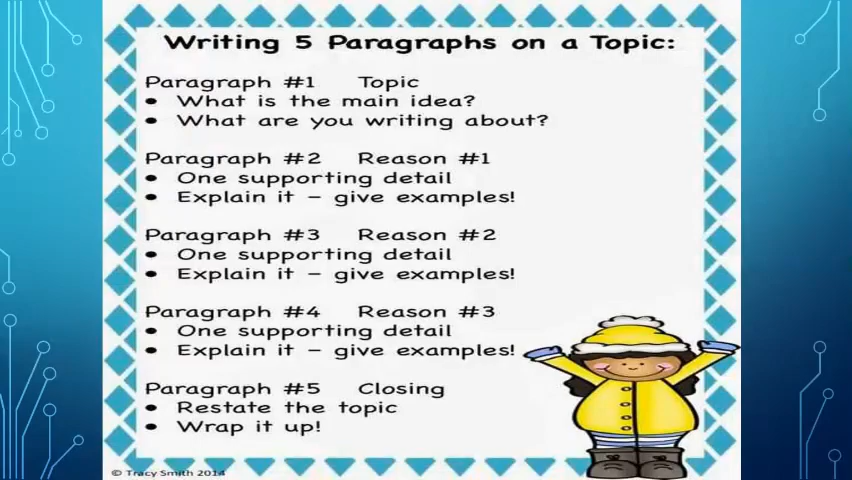 Writing 5 Paragraphs on a Topic:
Paragraph #1 Topic
• What is the main idea?
• What are you writing about?
Paragraph #2 Reason #1
• One supporting detail
• Explain it – give examples!
Paragraph #3 Reason #2
• One supporting detail
• Explain it – give examples!
Paragraph #4 Reason #3
• One supporting detail
• Explain it – give examples!
Paragraph #5 Closing
• Restate the topic
• Wrap it up!
© Tracy Smith 2014